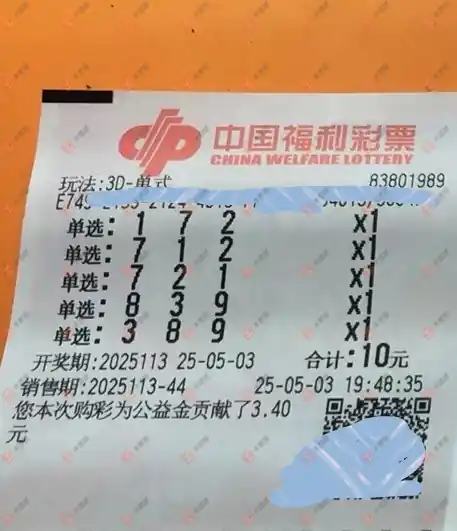 中国福利彩票
CHINA WELFARE LOTTERY
玩法:3D-单式 83801989
单选: 1 7 2 x1
单选: 7 1 2 x1
单选: 7 2 1 x1
单选: 8 3 9 x1
单选: 3 8 9 x1
开奖期:2025113 25-05-03 合计:10元
销售期:2025113-44 25-05-03 19:48:35
您本次购彩为公益金贡献了3.40
元